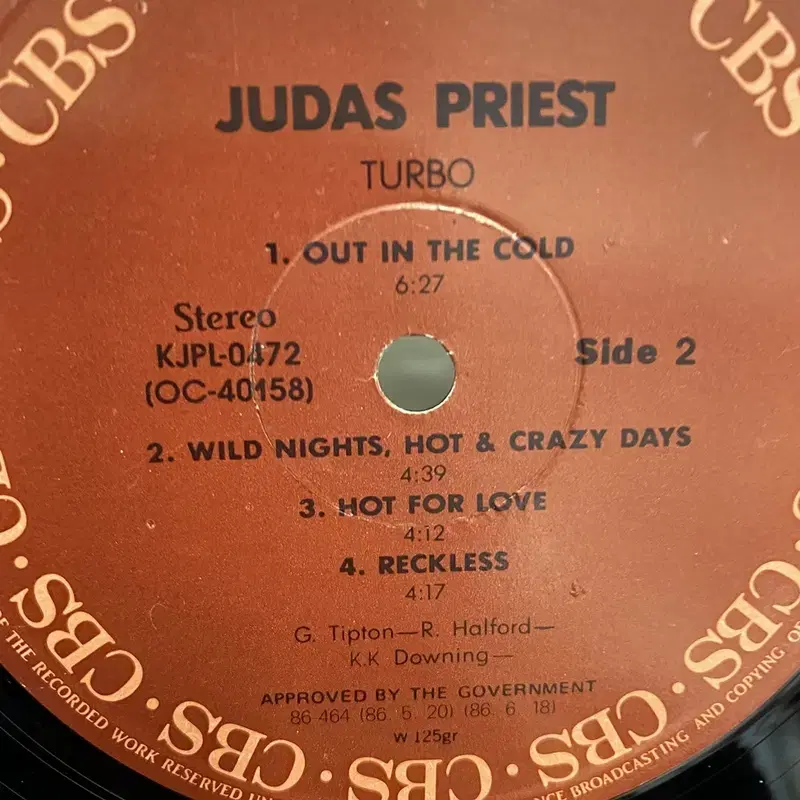 JUDAS PRIEST
TURBO
1. OUT IN THE COLD
6:27
Stereo
KJPL-0472
(OC-40158)
Side 2
2. WILD NIGHTS, HOT & CRAZY DAYS
4:39
3. HOT FOR LOVE
4:12
4. RECKLESS
4:17
G. Tipton—R. Halford—
K.K Downing—
APPROVED BY THE GOVERNMENT
86-464 (86. 5. 20) (86. 6. 18)
W 125gr
CBS
CBS
CBS · CBS · CBS · CBS · CBS
OF THE RECORDED WORK RESERVED
BROADCASTING AND COPYING OF